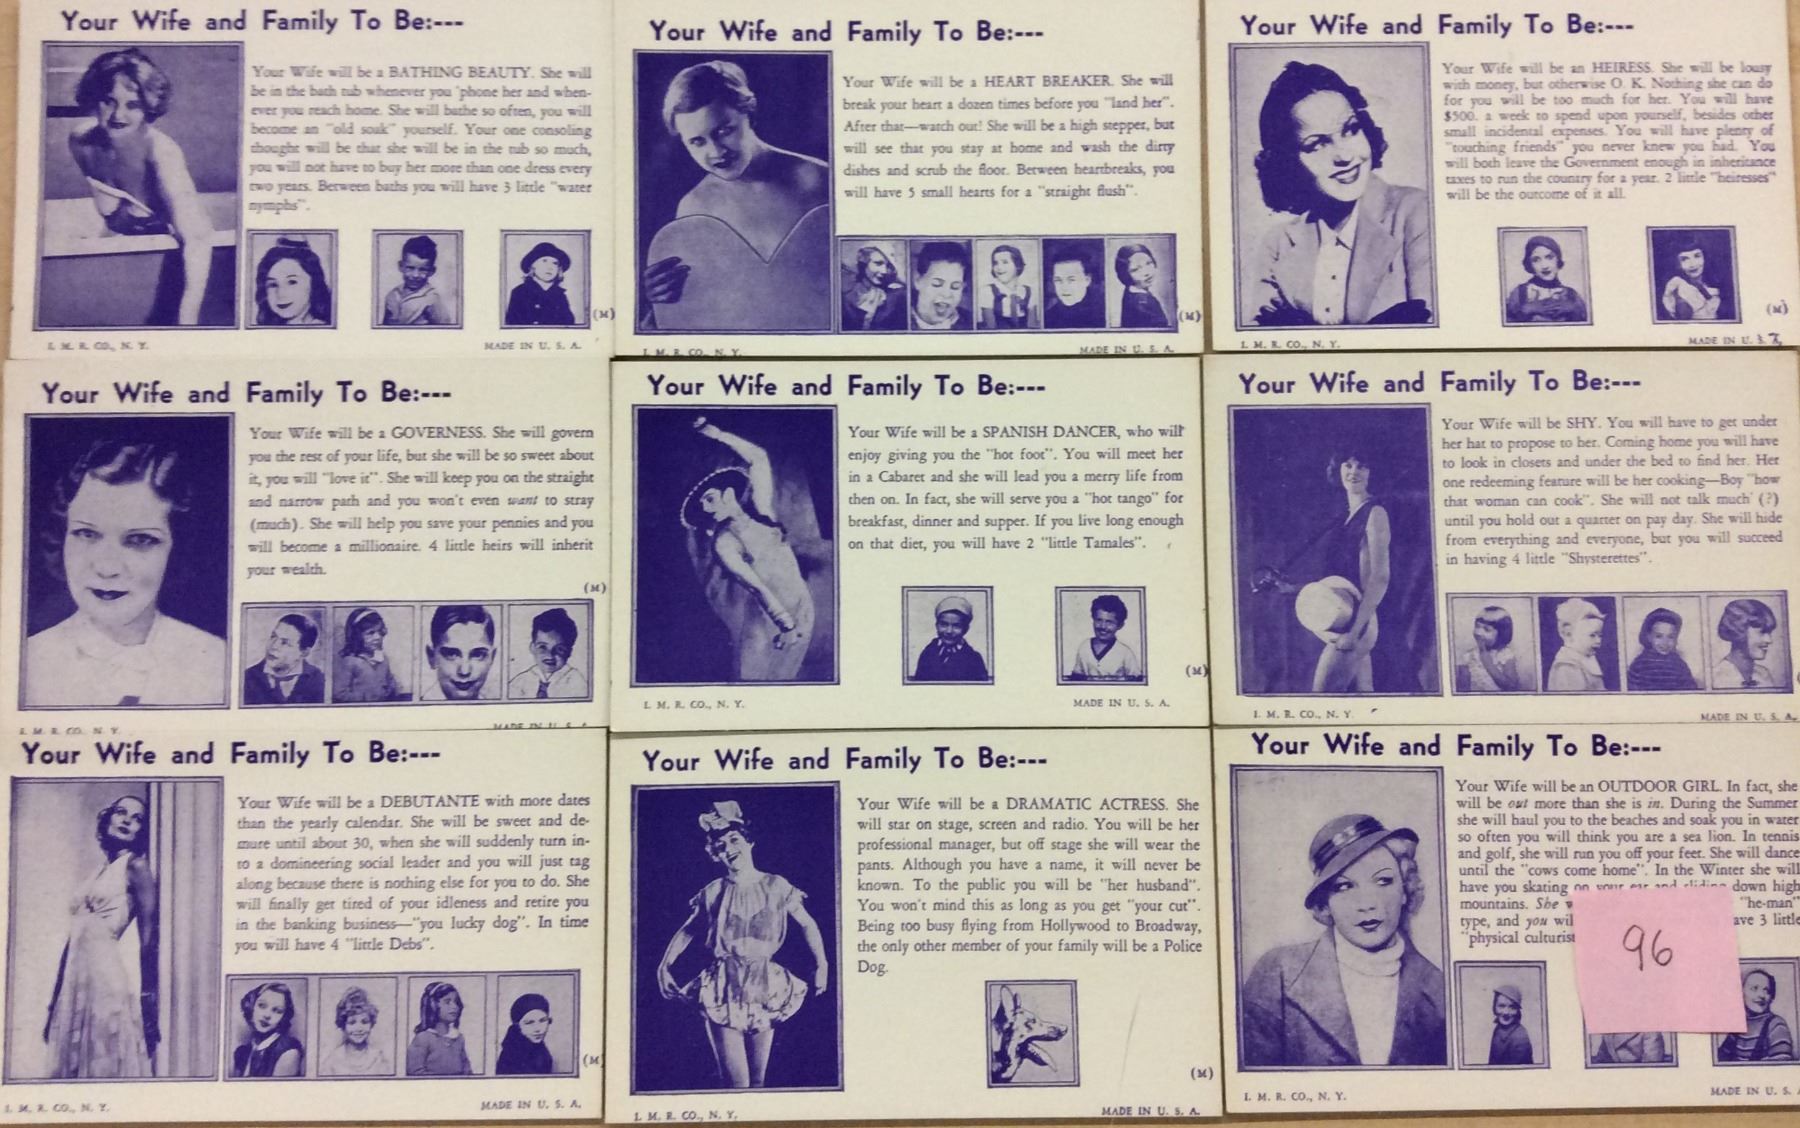 Your Wife and Family To Be:---
Your Wife will be a BATHING BEAUTY. She will
be in the bath tub whenever you 'phone her and when-
ever you reach home. She will bathe so often, you will
become an "old soak" yourself. Your one consoling
thought will be that she will be in the tub so much,
you will not have to buy her more than one dress every
two years. Between baths you will have 3 little "water
nymphs".
(M)
I. M. R. CO., N. Y.
MADE IN U. S. A.
Your Wife and Family To Be:---
Your Wife will be a HEART BREAKER. She will
break your heart a dozen times before you "land her".
After that—watch out! She will be a high stepper, but
will see that you stay at home and wash the dirty
dishes and scrub the floor. Between heartbreaks, you
will have 5 small hearts for a "straight flush".
(M)
I. M. R. CO., N. Y.
MADE IN U. S. A.
Your Wife and Family To Be:---
Your Wife will be an HEIRESS. She will be lousy
with money, but otherwise O. K. Nothing she can do
for you will be too much for her. You will have
$500. a week to spend upon yourself, besides other
small incidental expenses. You will have plenty of
"touching friends" you never knew you had. You
will both leave the Government enough in inheritance
taxes to run the country for a year. 2 little "heiresses"
will be the outcome of it all.
(M)
I. M. R. CO., N. Y.
MADE IN U. S.
Your Wife and Family To Be:---
Your Wife will be a GOVERNESS. She will govern
you the rest of your life, but she will be so sweet about
it, you will "love it". She will keep you on the straight
and narrow path and you won't even want to stray
(much). She will help you save your pennies and you
will become a millionaire. 4 little heirs will inherit
your wealth.
(M)
I. M. R. CO., N. Y.
MADE IN U. S. A.
Your Wife and Family To Be:---
Your Wife will be a SPANISH DANCER, who will
enjoy giving you the "hot foot". You will meet her
in a Cabaret and she will lead you a merry life from
then on. In fact, she will serve you a "hot tango" for
breakfast, dinner and supper. If you live long enough
on that diet, you will have 2 "little Tamales".
(M)
I. M. R. CO., N. Y.
MADE IN U. S. A.
Your Wife and Family To Be:---
Your Wife will be SHY. You will have to get under
her hat to propose to her. Coming home you will have
to look in closets and under the bed to find her. Her
one redeeming feature will be her cooking—Boy "how
that woman can cook". She will not talk much (?)
until you hold out a quarter on pay day. She will hide
from everything and everyone, but you will succeed
in having 4 little "Shysterettes".
I. M. R. CO., N. Y.
MADE IN U. S. A.
Your Wife and Family To Be:---
Your Wife will be a DEBUTANTE with more dates
than the yearly calendar. She will be sweet and de-
mure until about 30, when she will suddenly turn in-
to a domineering social leader and you will just tag
along because there is nothing else for you to do. She
will finally get tired of your idleness and retire you
in the banking business—"you lucky dog". In time
you will have 4 "little Debs".
(M
I. M. R. CO., N. Y.
MADE IN U. S. A.
Your Wife and Family To Be:---
Your Wife will be a DRAMATIC ACTRESS. She
will star on stage, screen and radio. You will be her
professional manager, but off stage she will wear the
pants. Although you have a name, it will never be
known. To the public you will be "her husband".
You won't mind this as long as you get "your cut".
Being too busy flying from Hollywood to Broadway,
the only other member of your family will be a Police
Dog.
(M)
I. M. R. CO., N. Y.
MADE IN U. S. A.
Your Wife and Family To Be:---
Your Wife will be an OUTDOOR GIRL. In fact, she
will be out more than she is in. During the Summer
she will haul you to the beaches and soak you in water
so often you will think you are a sea lion. In tennis
and golf, she will run you off your feet. She will dance
until the "cows come home". In the Winter she will
have you skating on your ear and sliding down high
mountains. She "he-man"
type, and you 3 little
96
I. M. R. CO., N. Y.
MADE IN U. S.